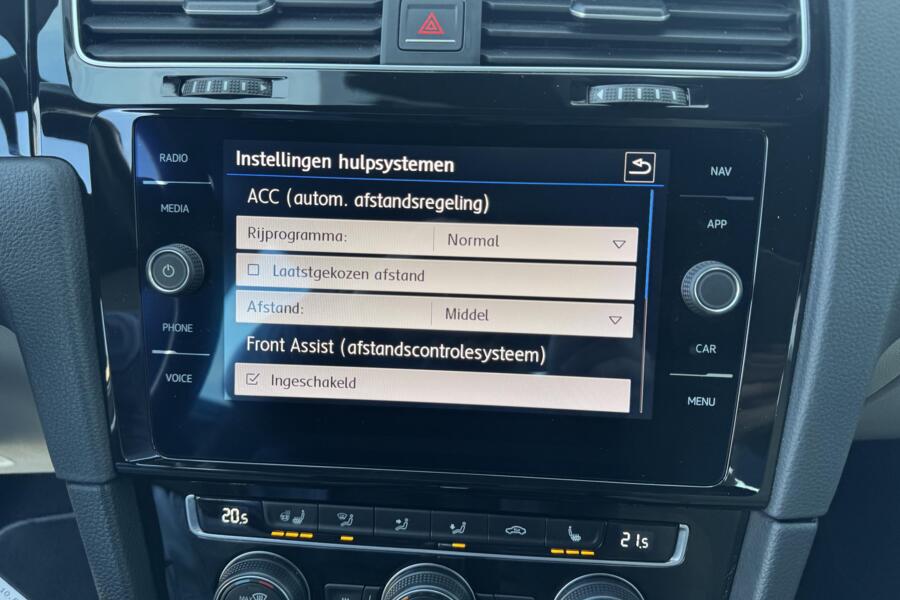 RADIO
MEDIA
PHONE
VOICE
Instellingen hulpsystemen
ACC (autom. afstandsregeling)
Rijprogramma: Normal
Laatstgekozen afstand
Afstand: Middel
Front Assist (afstandscontrolesysteem)
Ingeschakeld
NAV
APP
CAR
MENU
20,5
21,5
MAX